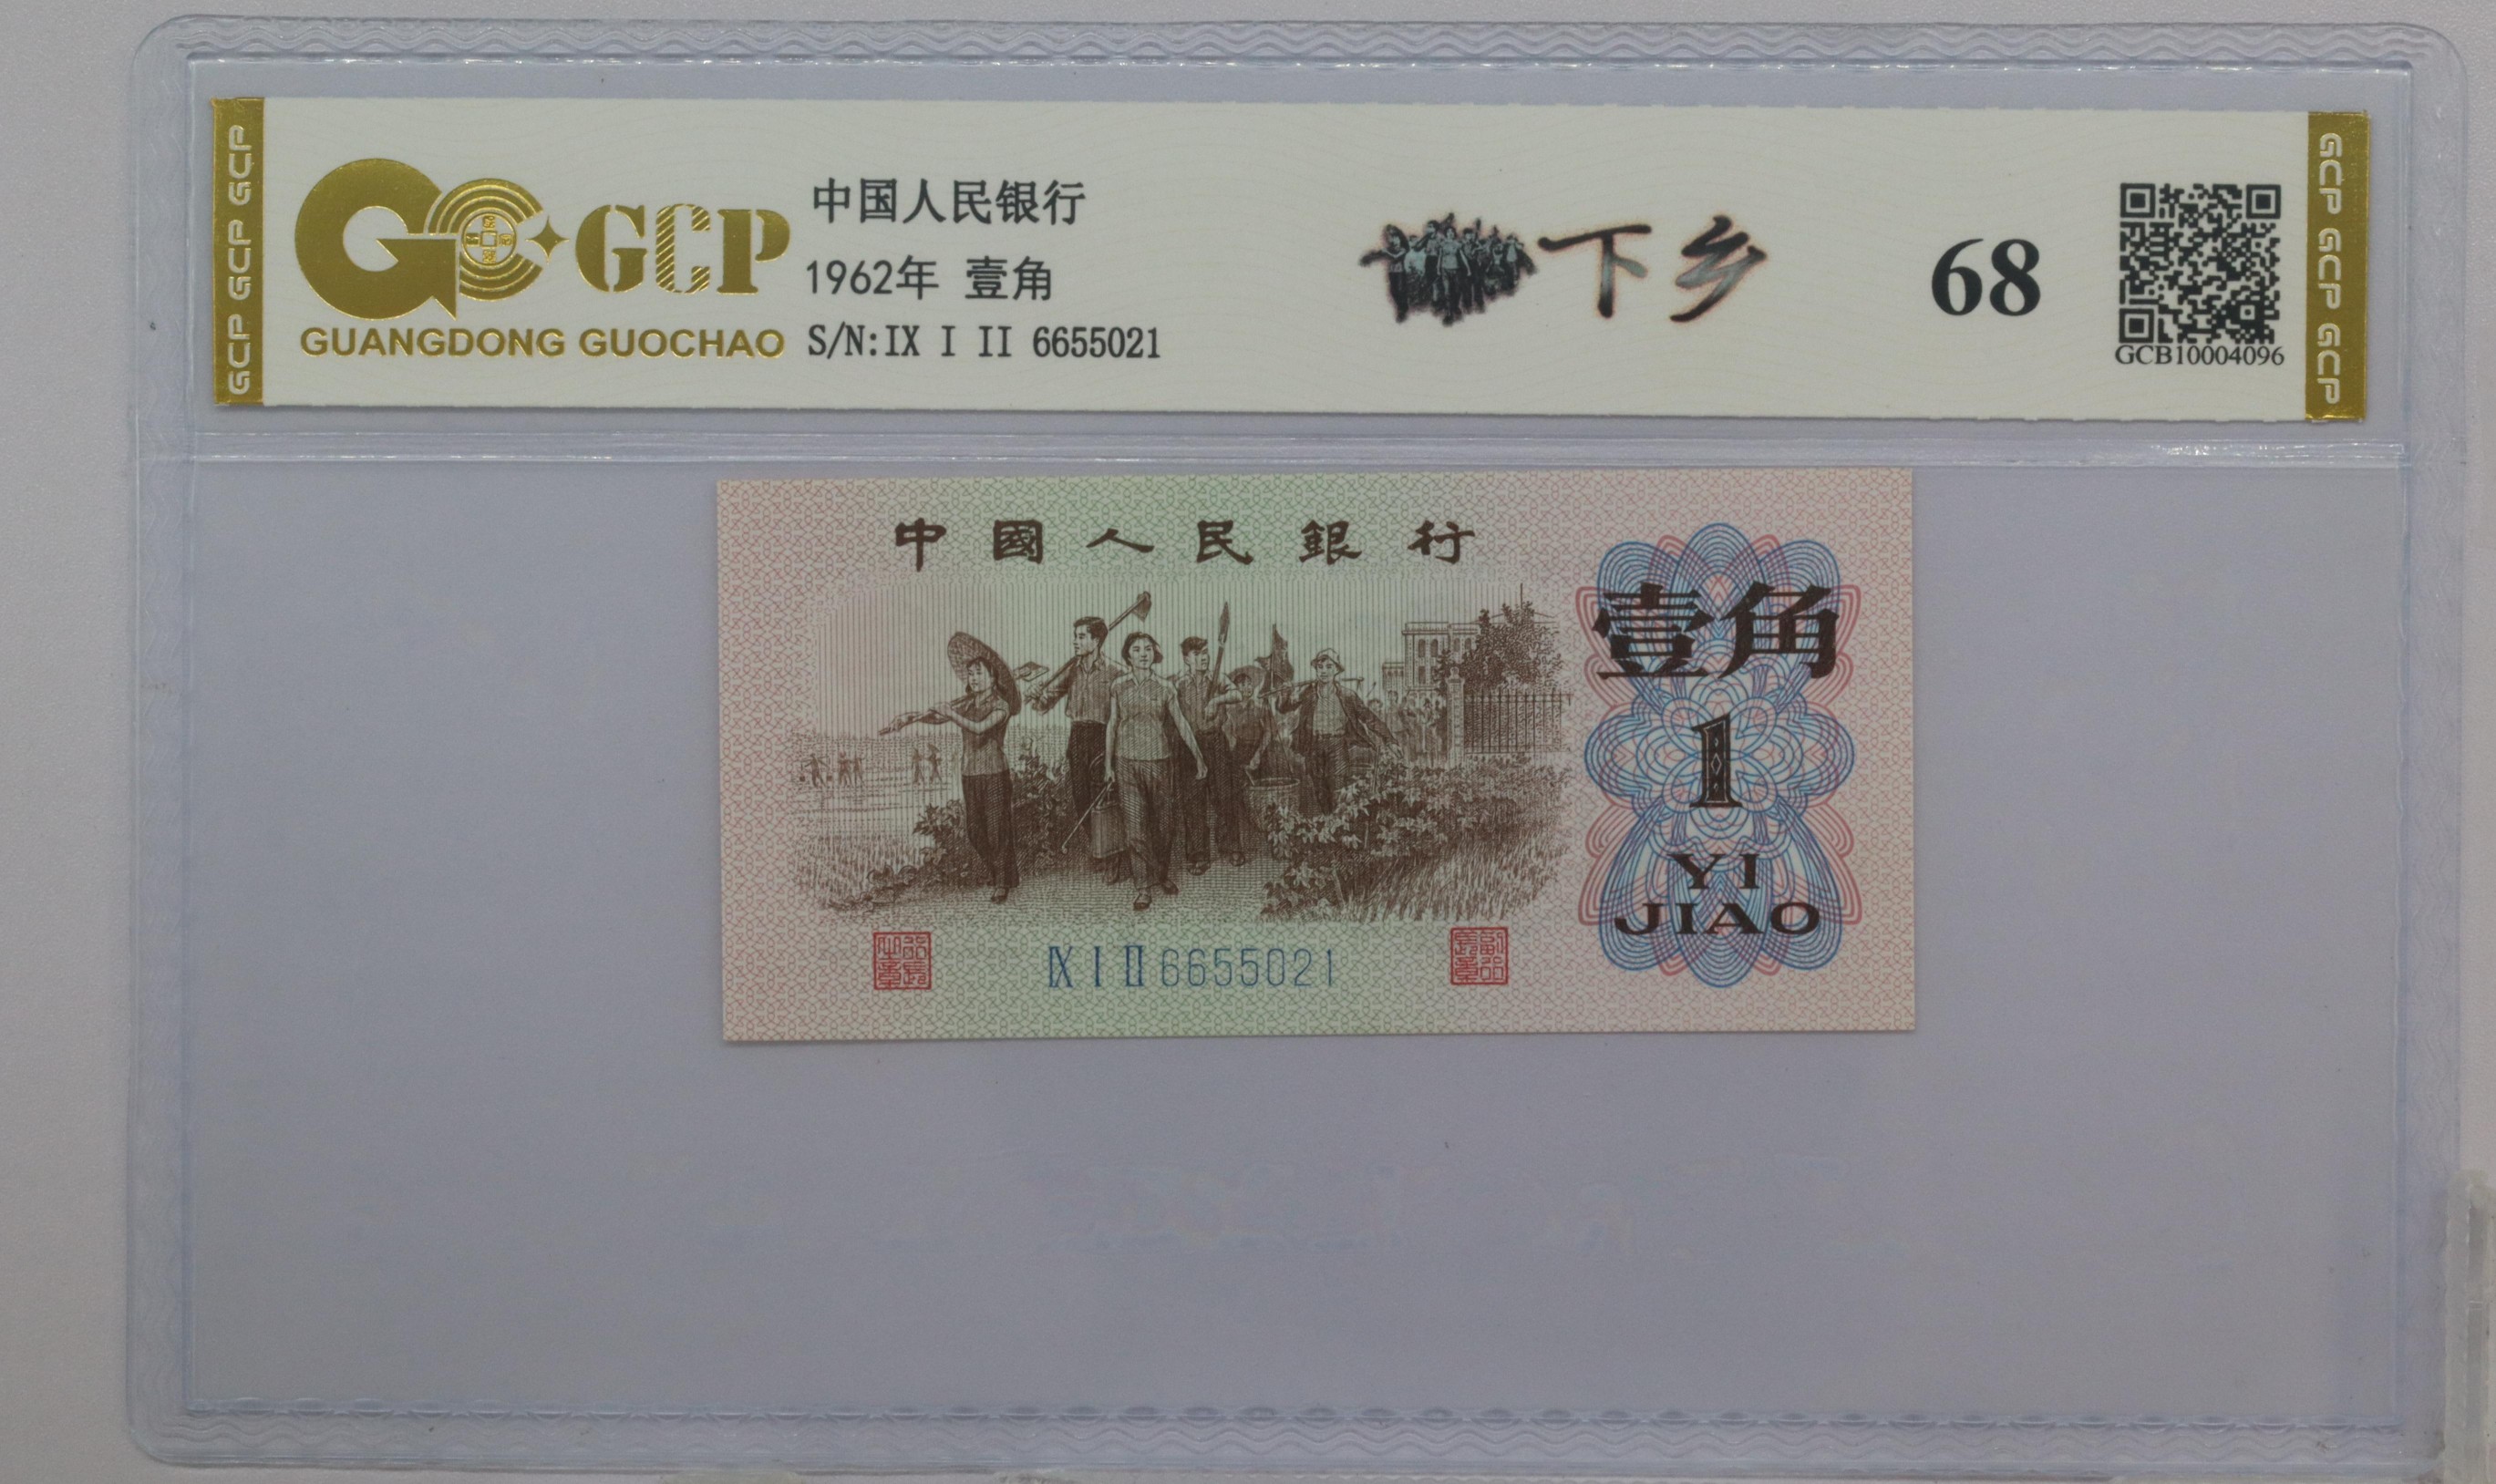 GCP GCP GCP
GCP
GUANGDONG GUOCHAO
中国人民银行
1962年 壹角
S/N:IX I II 6655021
下乡
68
GCB10004096
GCP GCP GCP
中國人民銀行
壹角
1
YI
JIAO
IX I II 6655021